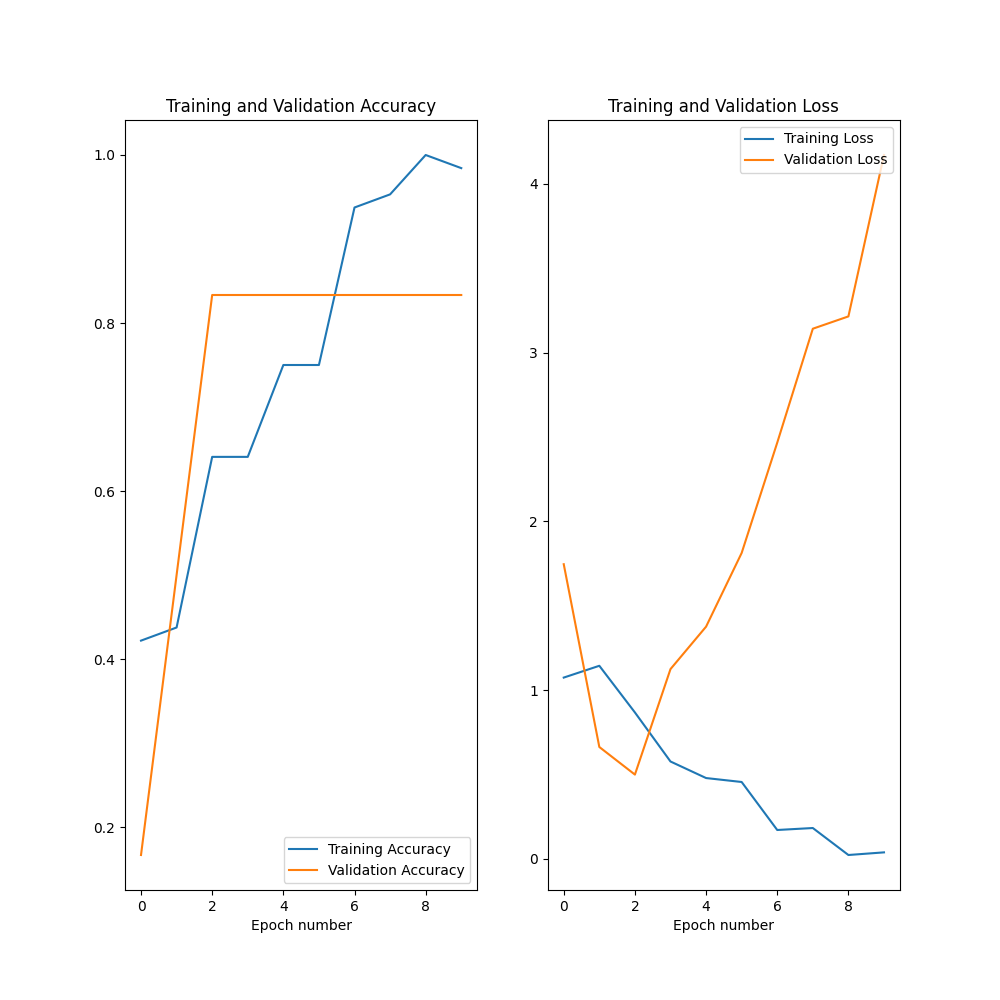 Training and Validation Accuracy
1.0
0.8
0.6
0.4
0.2
0 2 4 6 8
Epoch number
Training Accuracy
Validation Accuracy
Training and Validation Loss
4
3
2
1
0
0 2 4 6 8
Epoch number
Training Loss
Validation Loss